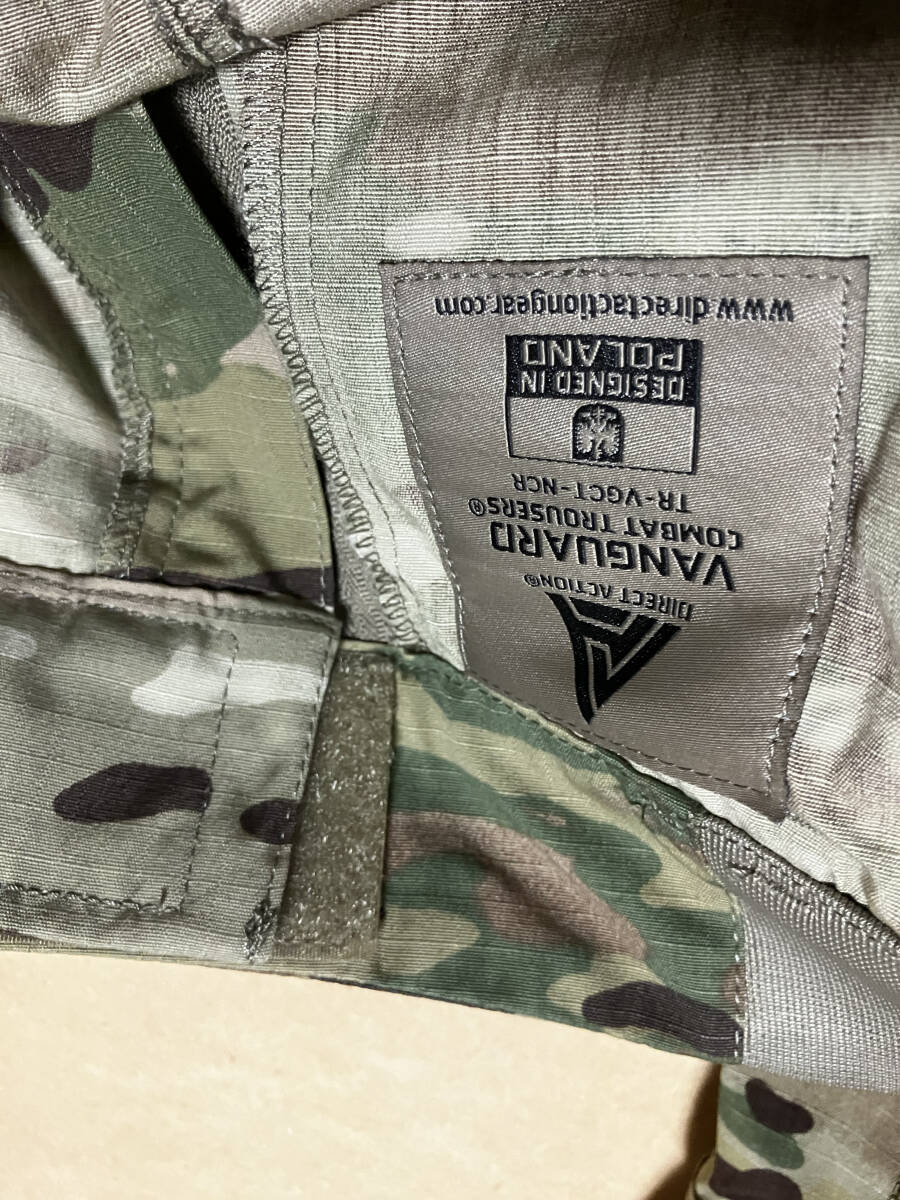 DIRECT ACTION®
VANGUARD
COMBAT TROUSERS®
TR-VGCT-NCR
DESIGNED IN
POLAND
www.directactiongear.com